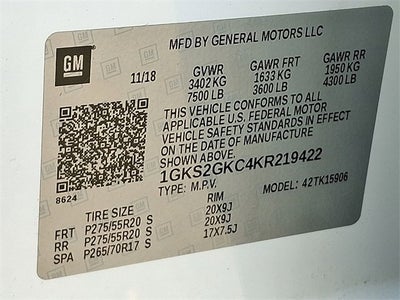 MFD BY GENERAL MOTORS LLC
GM
11/18 GVWR GAWR FRT GAWR RR
3402 KG 1633 KG 1950 KG
7500 LB 3600 LB 4300 LB
THIS VEHICLE CONFORMS TO ALL
APPLICABLE U.S. FEDERAL MOTOR
VEHICLE SAFETY STANDARDS IN EFFECT
ON THE DATE OF MANUFACTURE
SHOWN ABOVE.
1GKS2GKC4KR219422
8624 TYPE: M.P.V. MODEL: 42TK15906
TIRE SIZE RIM
FRT P275/55R20 S 20X9J
RR P275/55R20 S 20X9J
SPA P265/70R17 S 17X7.5J